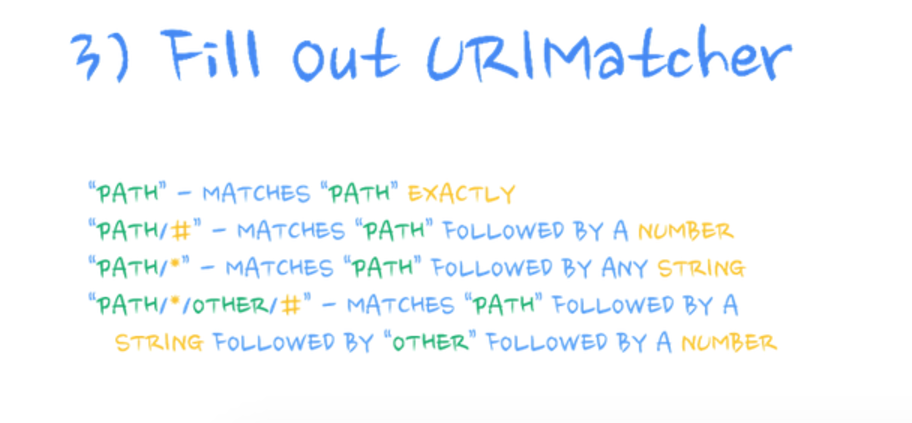 3) Fill out URIMatcher
"PATH" - MATCHES "PATH" EXACTLY
"PATH/#" - MATCHES "PATH" FOLLOWED BY A NUMBER
"PATH/*" - MATCHES "PATH" FOLLOWED BY ANY STRING
"PATH/*/OTHER/#" - MATCHES "PATH" FOLLOWED BY A
STRING FOLLOWED BY "OTHER" FOLLOWED BY A NUMBER